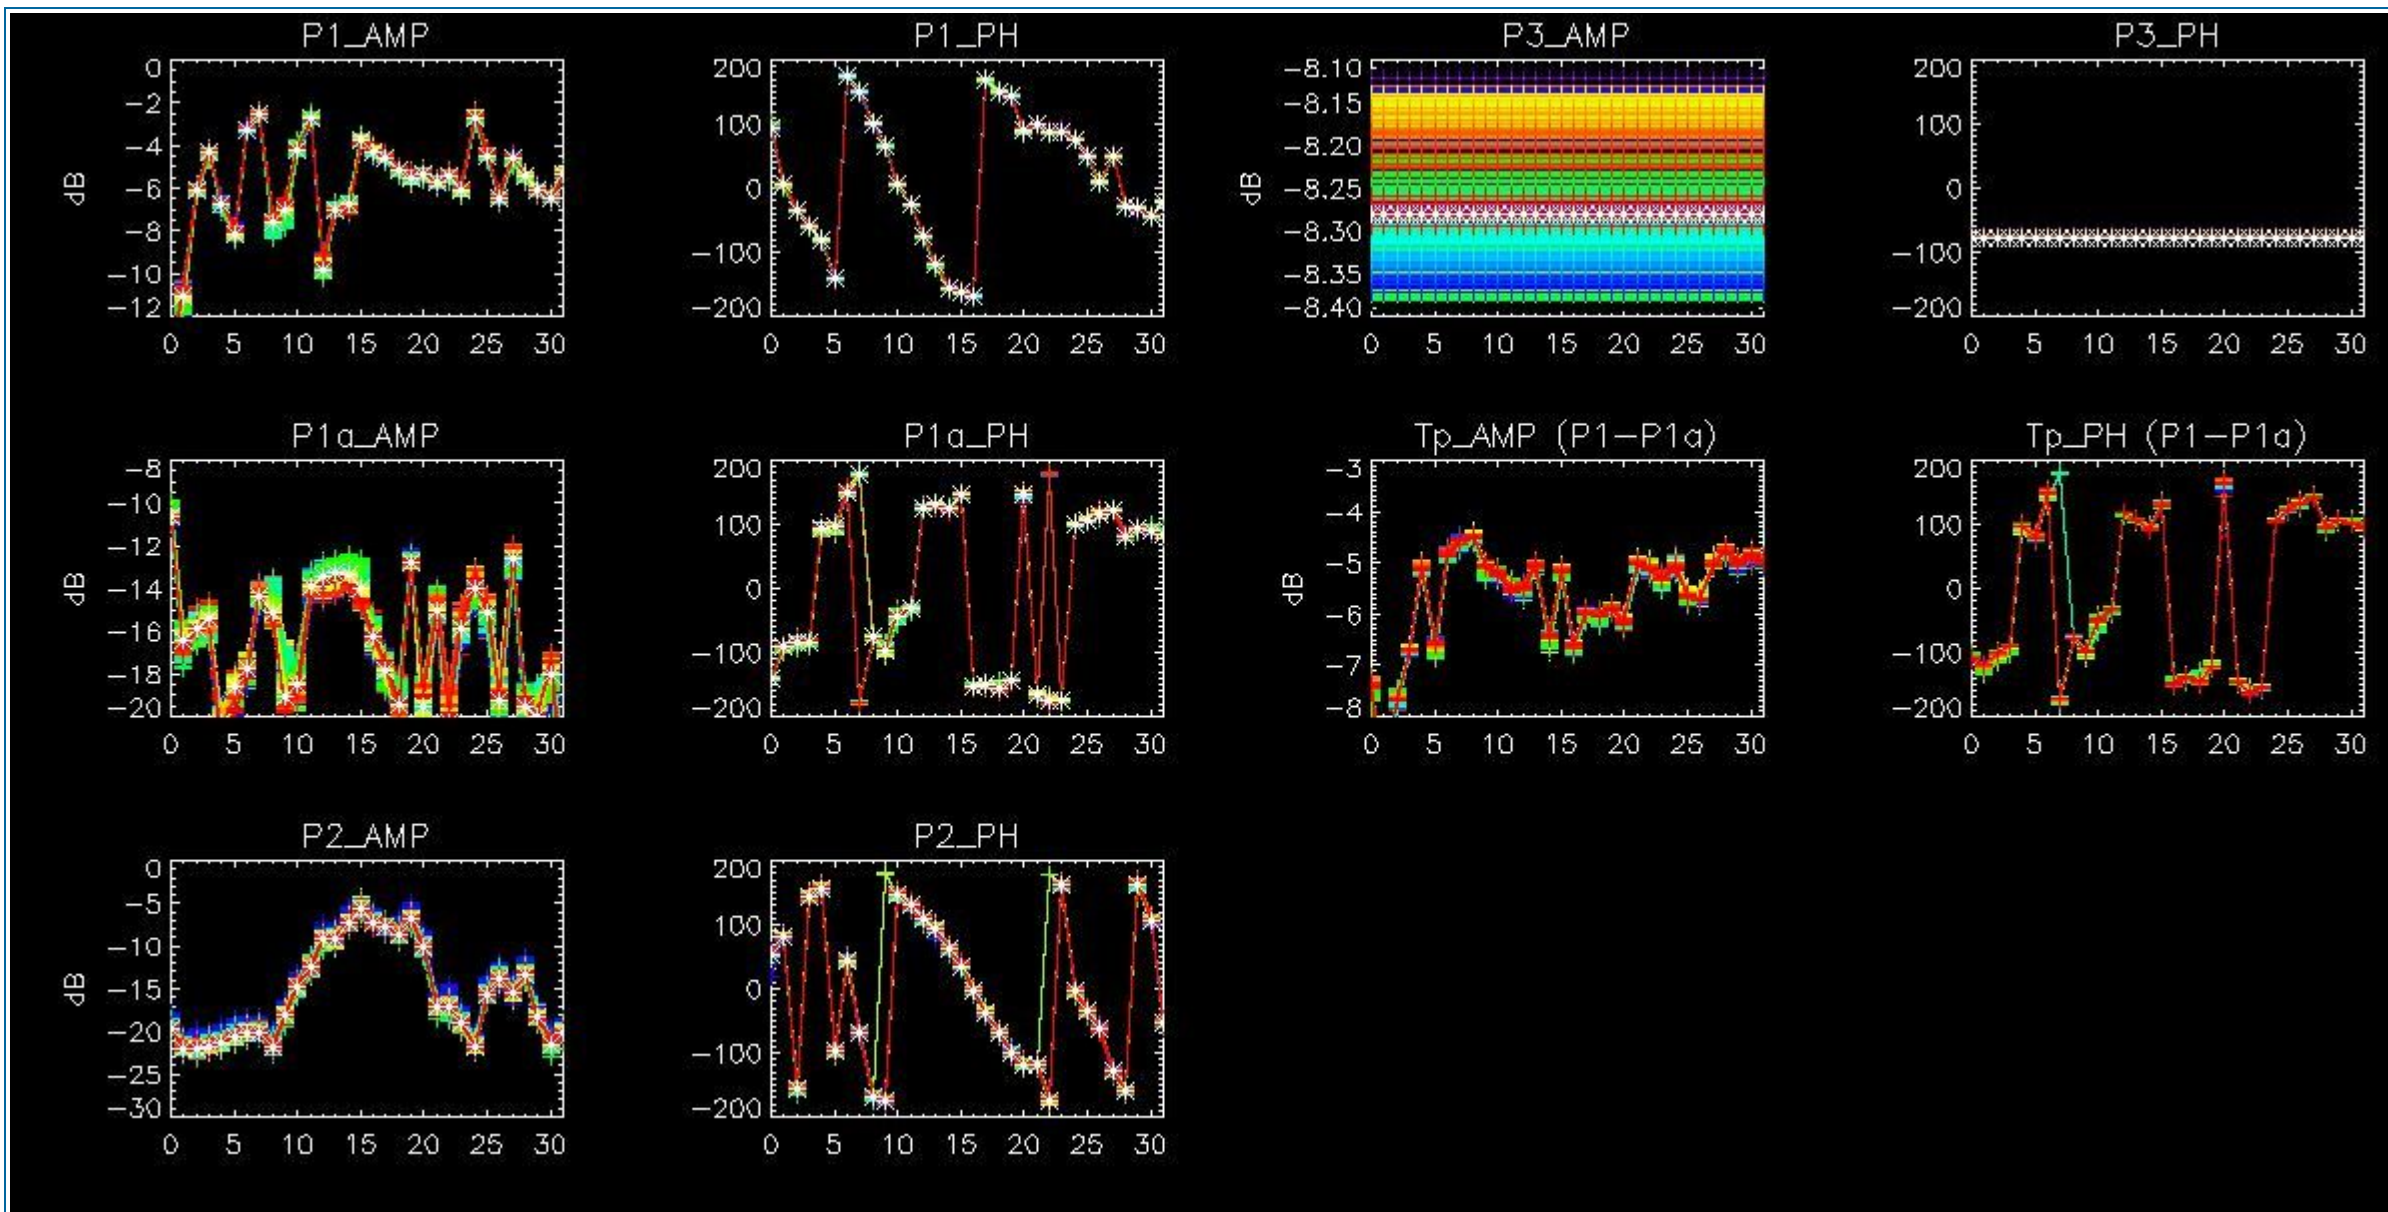 P1_AMP P1_PH P3_AMP P3_PH
0 200 -8.10 200
-2 100 -8.15 100
-4 0 -8.20 0
-6 -100 -8.25 -100
-8 -200 -8.30 -200
-10 -8.35
-12 -8.40
dB dB
0 5 10 15 20 25 30 0 5 10 15 20 25 30 0 5 10 15 20 25 30 0 5 10 15 20 25 30
P1a_AMP P1a_PH Tp_AMP (P1-P1a) Tp_PH (P1-P1a)
-8 200 -3 200
-10 100 -4 100
-12 0 -5 0
-14 -100 -6 -100
-16 -200 -7 -200
-18 -8
-20
dB dB
0 5 10 15 20 25 30 0 5 10 15 20 25 30 0 5 10 15 20 25 30 0 5 10 15 20 25 30
P2_AMP P2_PH
0 200
-5 100
-10 0
-15 -100
-20 -200
-25
-30
dB
0 5 10 15 20 25 30 0 5 10 15 20 25 30